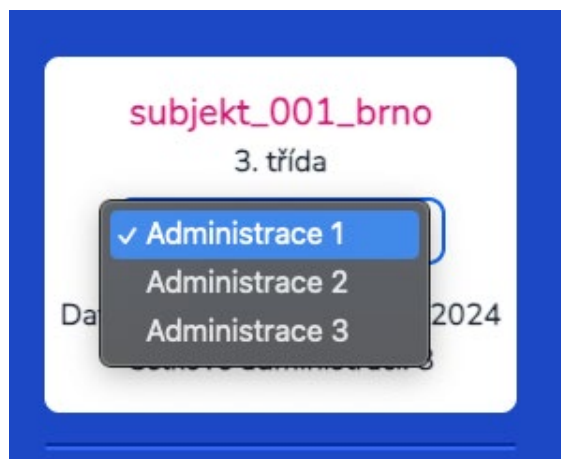 subjekt_001_brno
3. třída
✓ Administrace 1
Administrace 2
Da 2024
Administrace 3